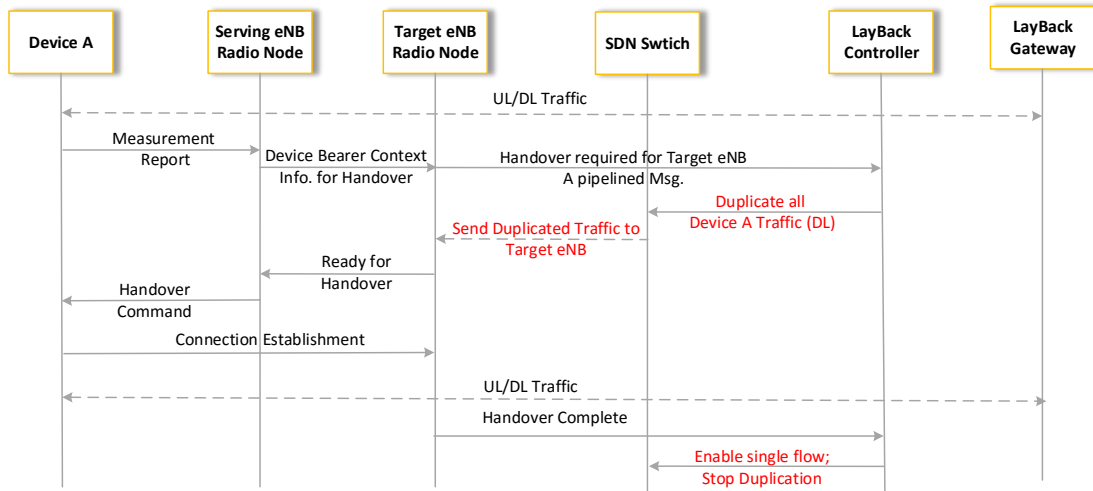 Device A
Serving eNB
Radio Node
Target eNB
Radio Node
SDN Swtich
LayBack
Controller
LayBack
Gateway
UL/DL Traffic
Measurement
Report
Device Bearer Context
Info. for Handover
Handover required for Target eNB
A pipelined Msg.
Duplicate all
Device A Traffic (DL)
Send Duplicated Traffic to
Target eNB
Ready for
Handover
Handover
Command
Connection Establishment
UL/DL Traffic
Handover Complete
Enable single flow;
Stop Duplication